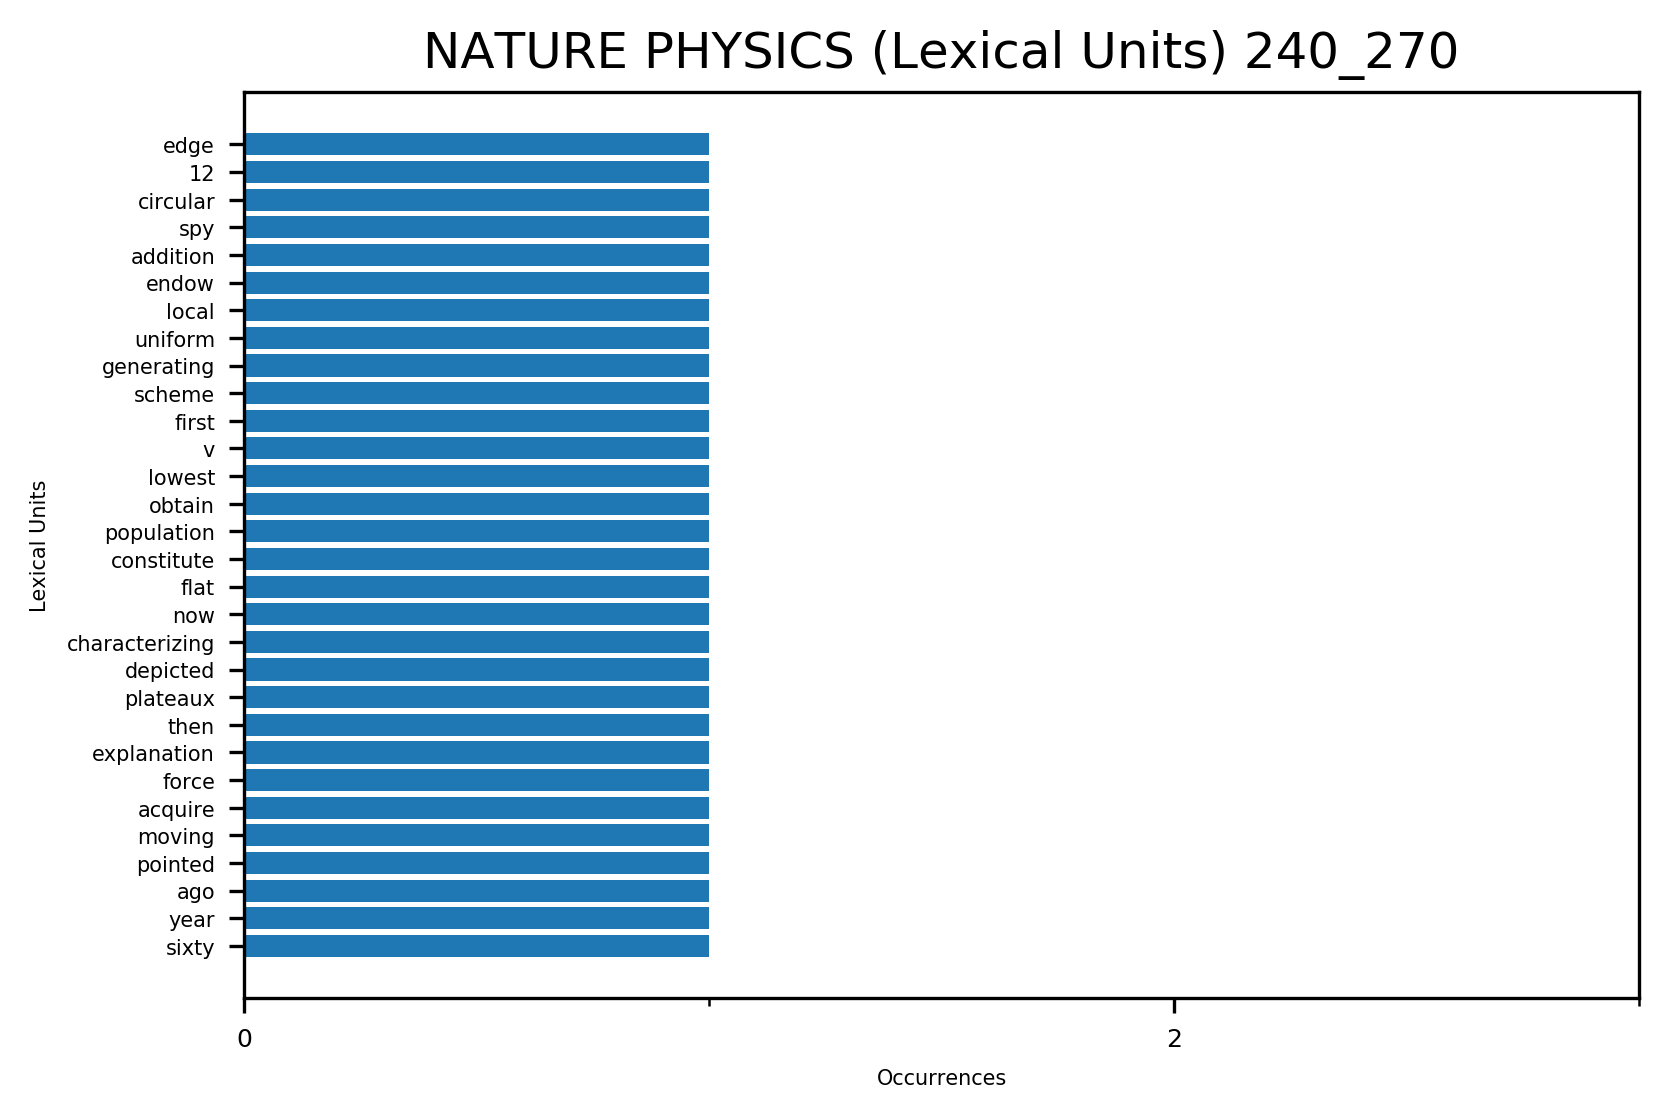 NATURE PHYSICS (Lexical Units) 240_270
edge
12
circular
spy
addition
endow
local
uniform
generating
scheme
first
v
lowest
obtain
population
constitute
flat
now
characterizing
depicted
plateaux
then
explanation
force
acquire
moving
pointed
ago
year
sixty
Lexical Units
0 2
Occurrences